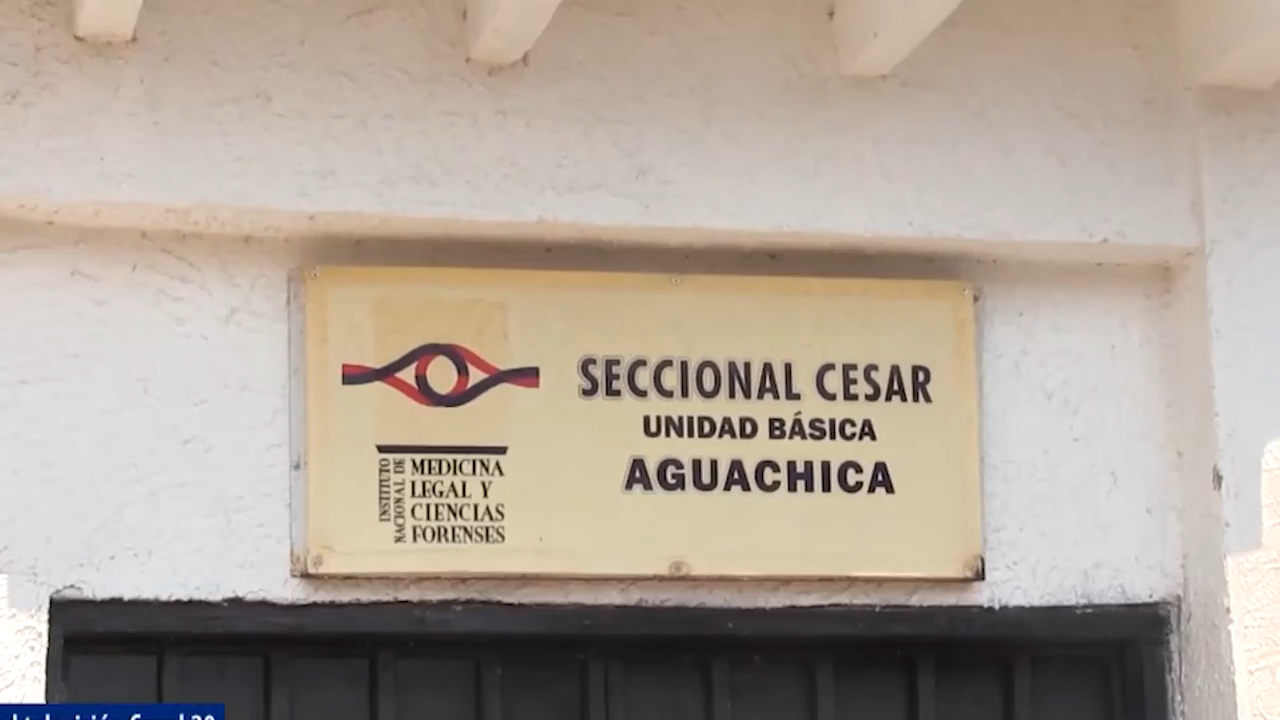 SECCIONAL CESAR
UNIDAD BÁSICA
AGUACHICA
INSTITUTO
NACIONAL DE
MEDICINA
LEGAL Y
CIENCIAS
FORENSES